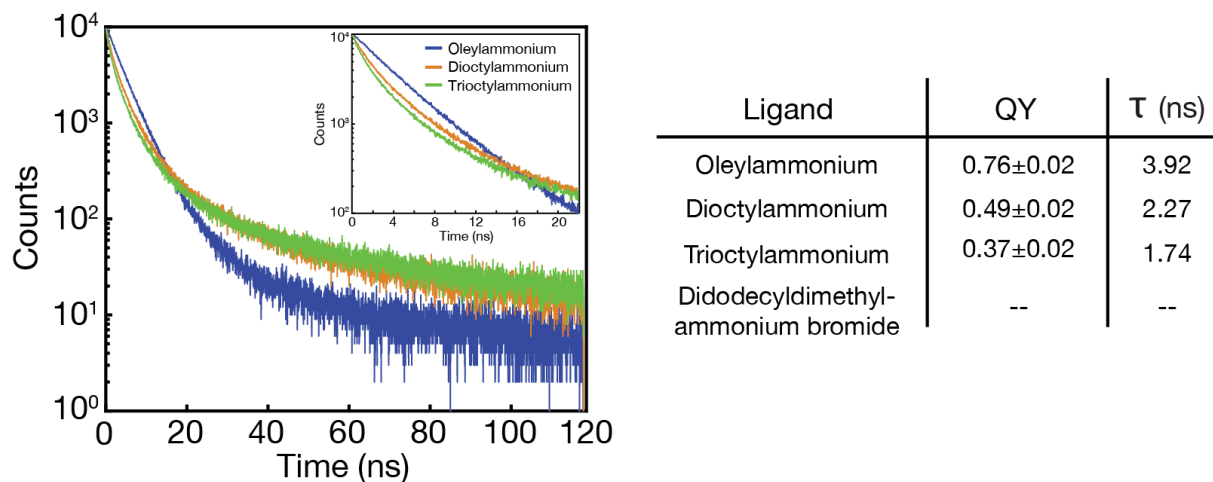 10⁴
10³
10²
10¹
10⁰
Counts
0 20 40 60 80 100 120
Time (ns)
10⁴
10³
10²
Counts
0 4 8 12 16 20
Time (ns)
Oleylammonium
Dioctylammonium
Trioctylammonium
Ligand QY τ (ns)
Oleylammonium 0.76±0.02 3.92
Dioctylammonium 0.49±0.02 2.27
Trioctylammonium 0.37±0.02 1.74
Didodecyldimethyl-
ammonium bromide -- --